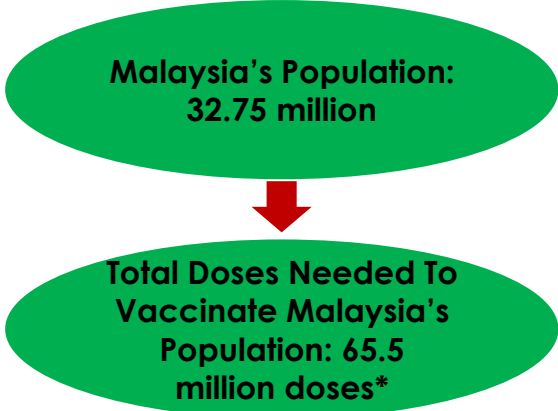 Malaysia’s Population:
32.75 million
Total Doses Needed To
Vaccinate Malaysia’s
Population: 65.5
million doses*